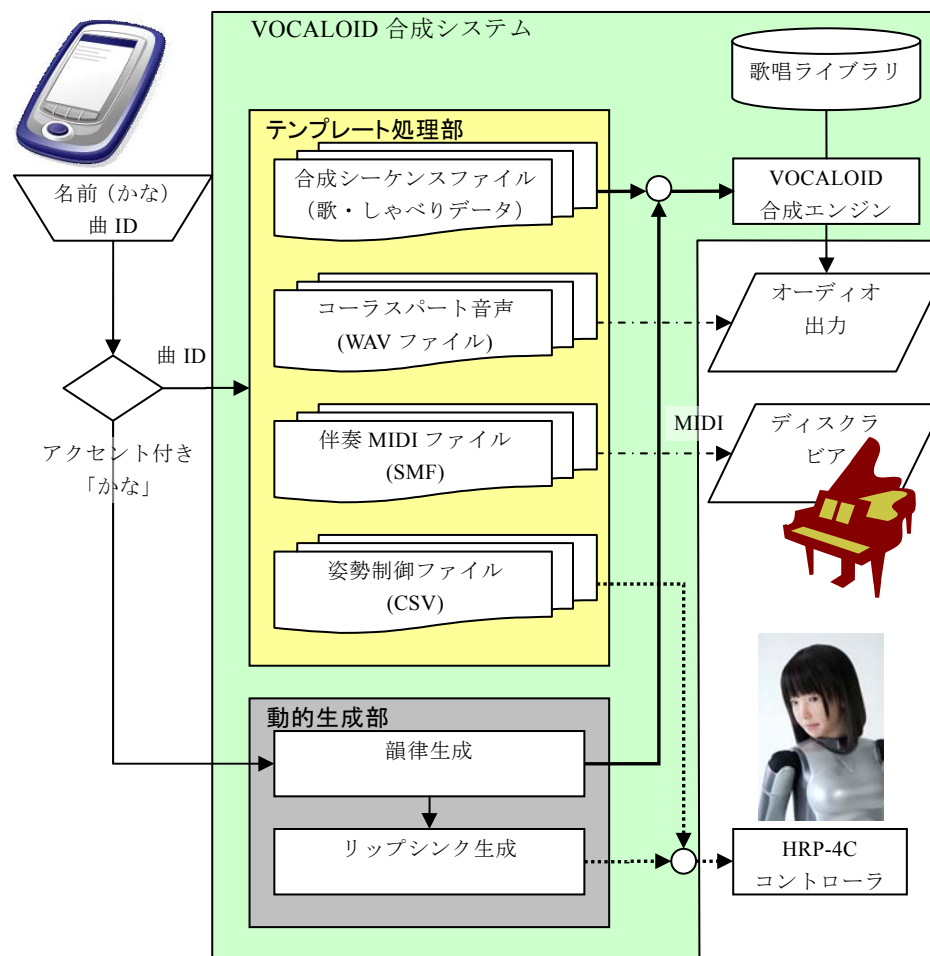 VOCALOID 合成システム
歌唱ライブラリ
テンプレート処理部
名前（かな）
曲 ID
合成シーケンスファイル
（歌・しゃべりデータ）
VOCALOID
合成エンジン
コーラスパート音声
(WAV ファイル)
オーディオ
出力
曲 ID
アクセント付き
「かな」
伴奏 MIDI ファイル
(SMF)
MIDI
ディスクラ
ビア
姿勢制御ファイル
(CSV)
動的生成部
韻律生成
リップシンク生成
HRP-4C
コントローラ